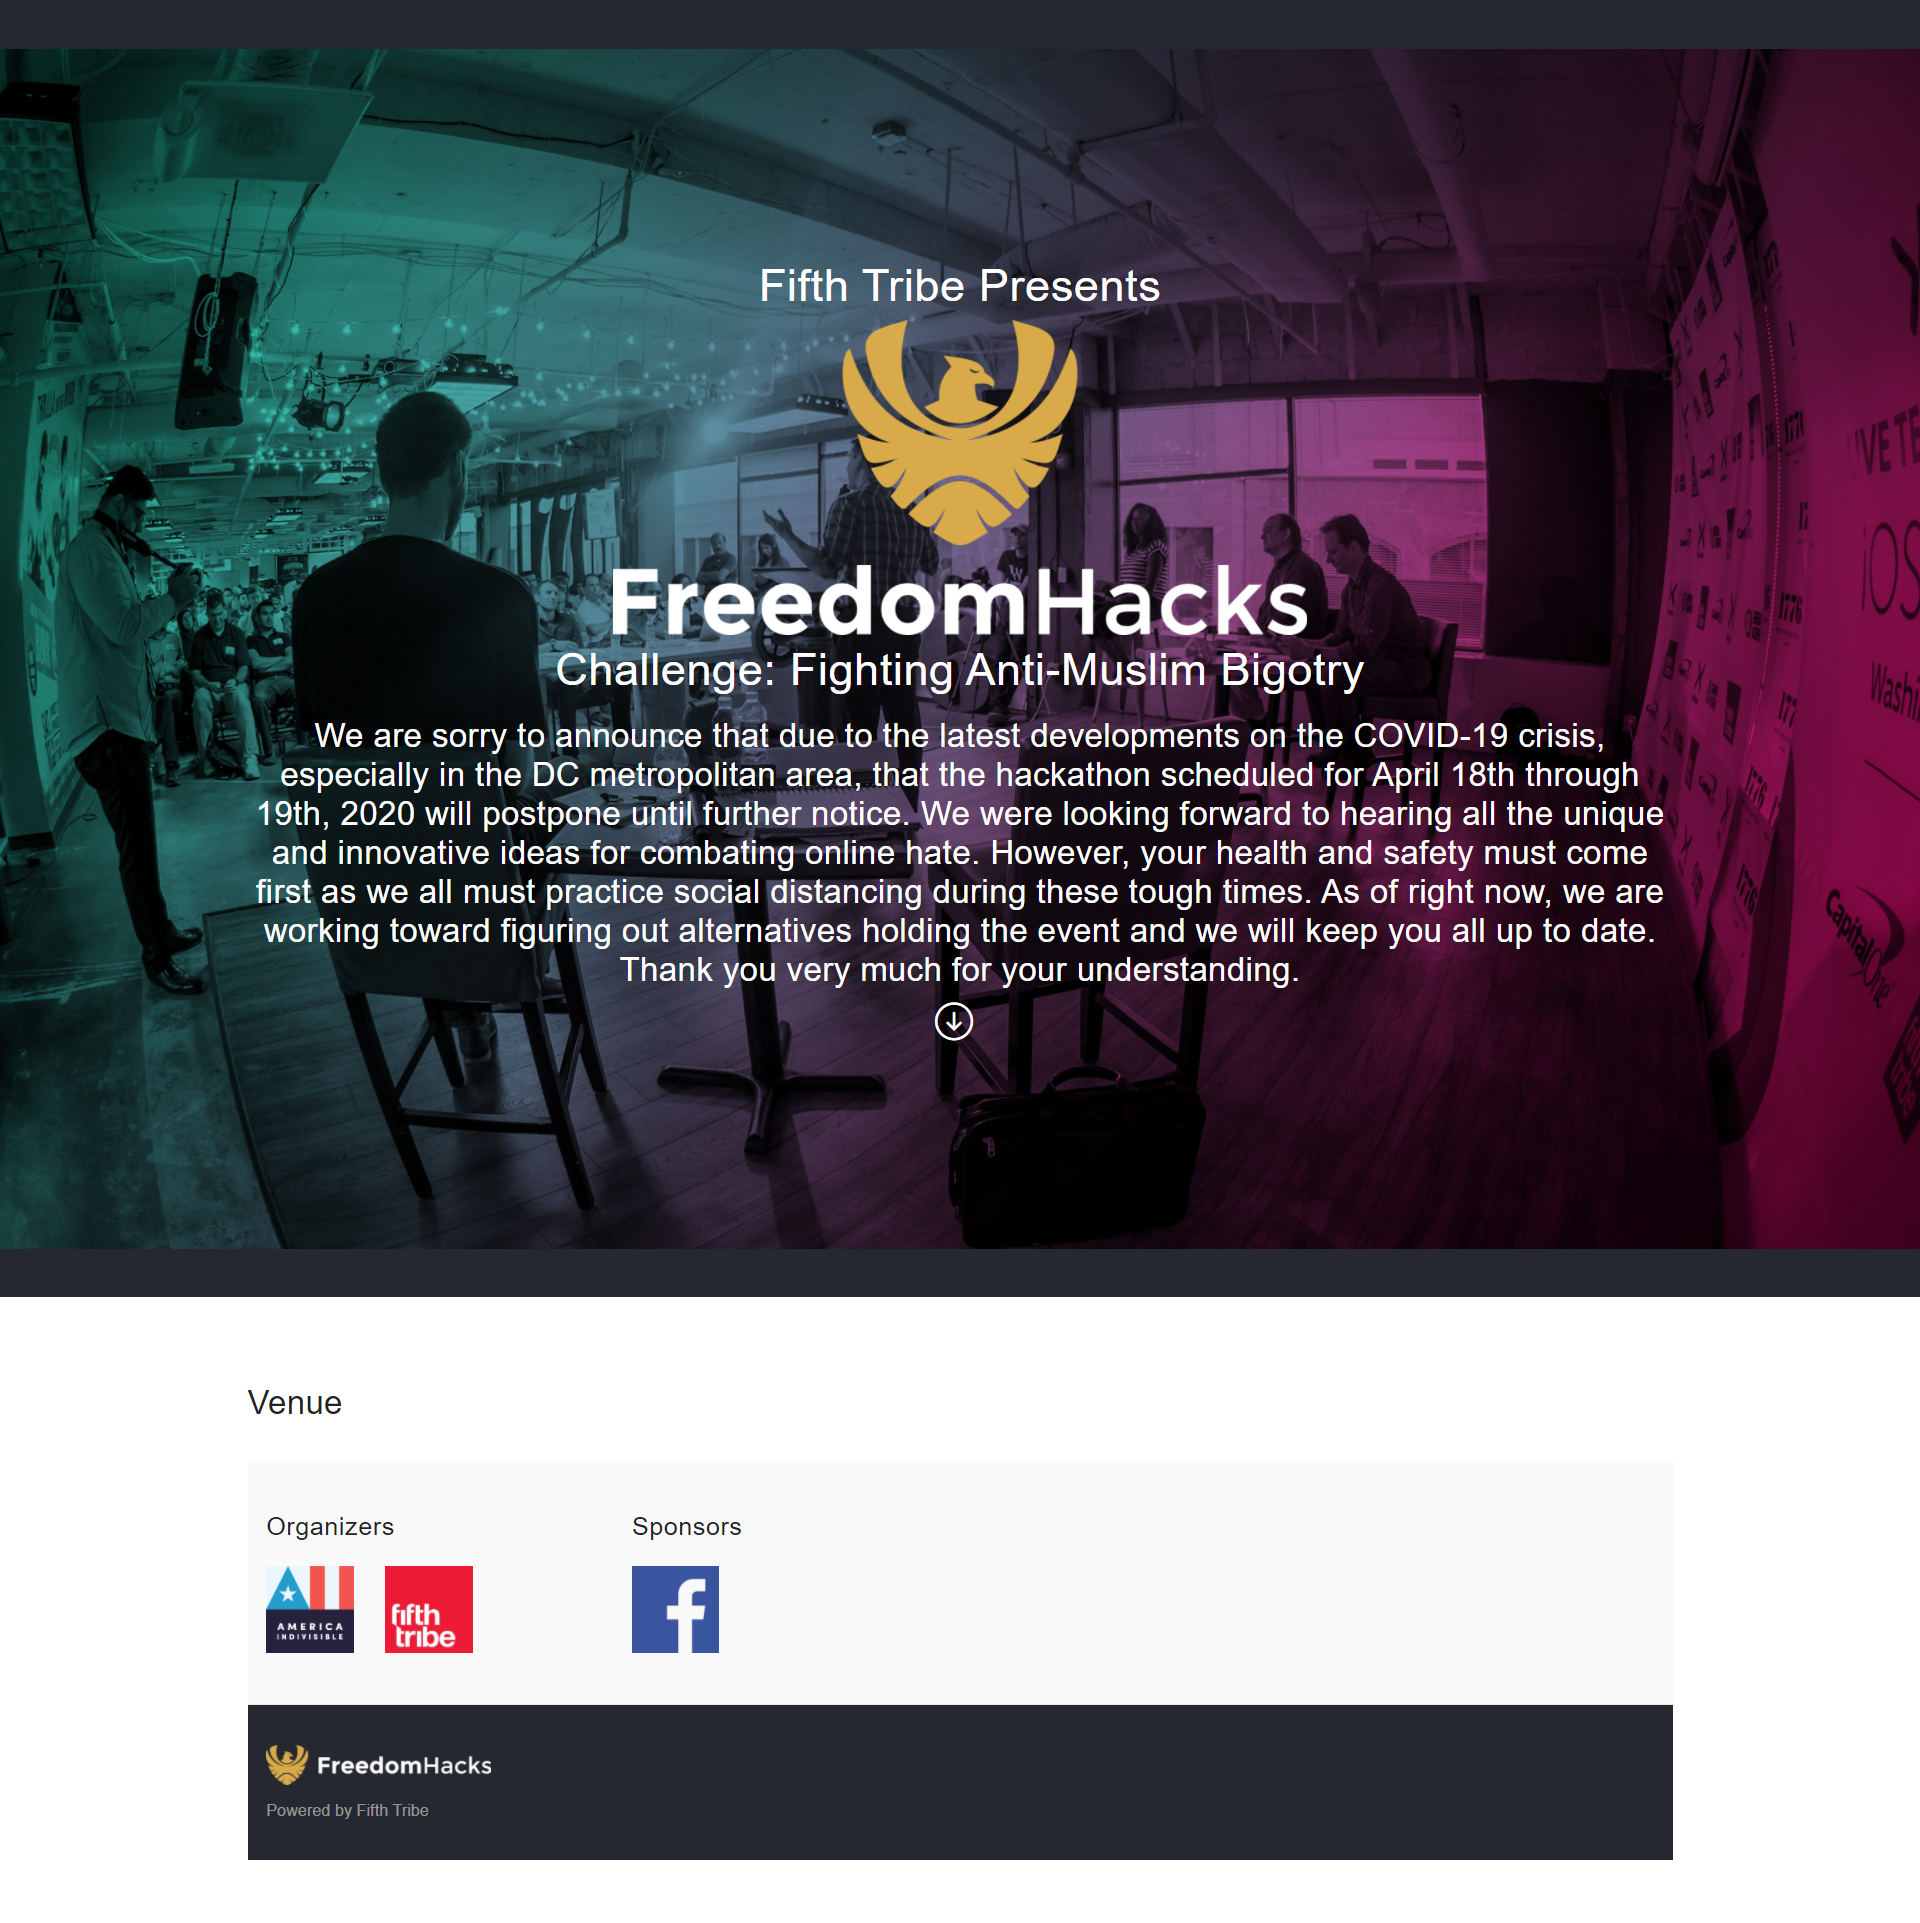 Fifth Tribe Presents
FreedomHacks
Challenge: Fighting Anti-Muslim Bigotry
We are sorry to announce that due to the latest developments on the COVID-19 crisis,
especially in the DC metropolitan area, that the hackathon scheduled for April 18th through
19th, 2020 will postpone until further notice. We were looking forward to hearing all the unique
and innovative ideas for combating online hate. However, your health and safety must come
first as we all must practice social distancing during these tough times. As of right now, we are
working toward figuring out alternatives holding the event and we will keep you all up to date.
Thank you very much for your understanding.
1776
CapitalOne
Venue
Organizers
Sponsors
AMERICA
INDIVISIBLE
fifth
tribe
f
FreedomHacks
Powered by Fifth Tribe